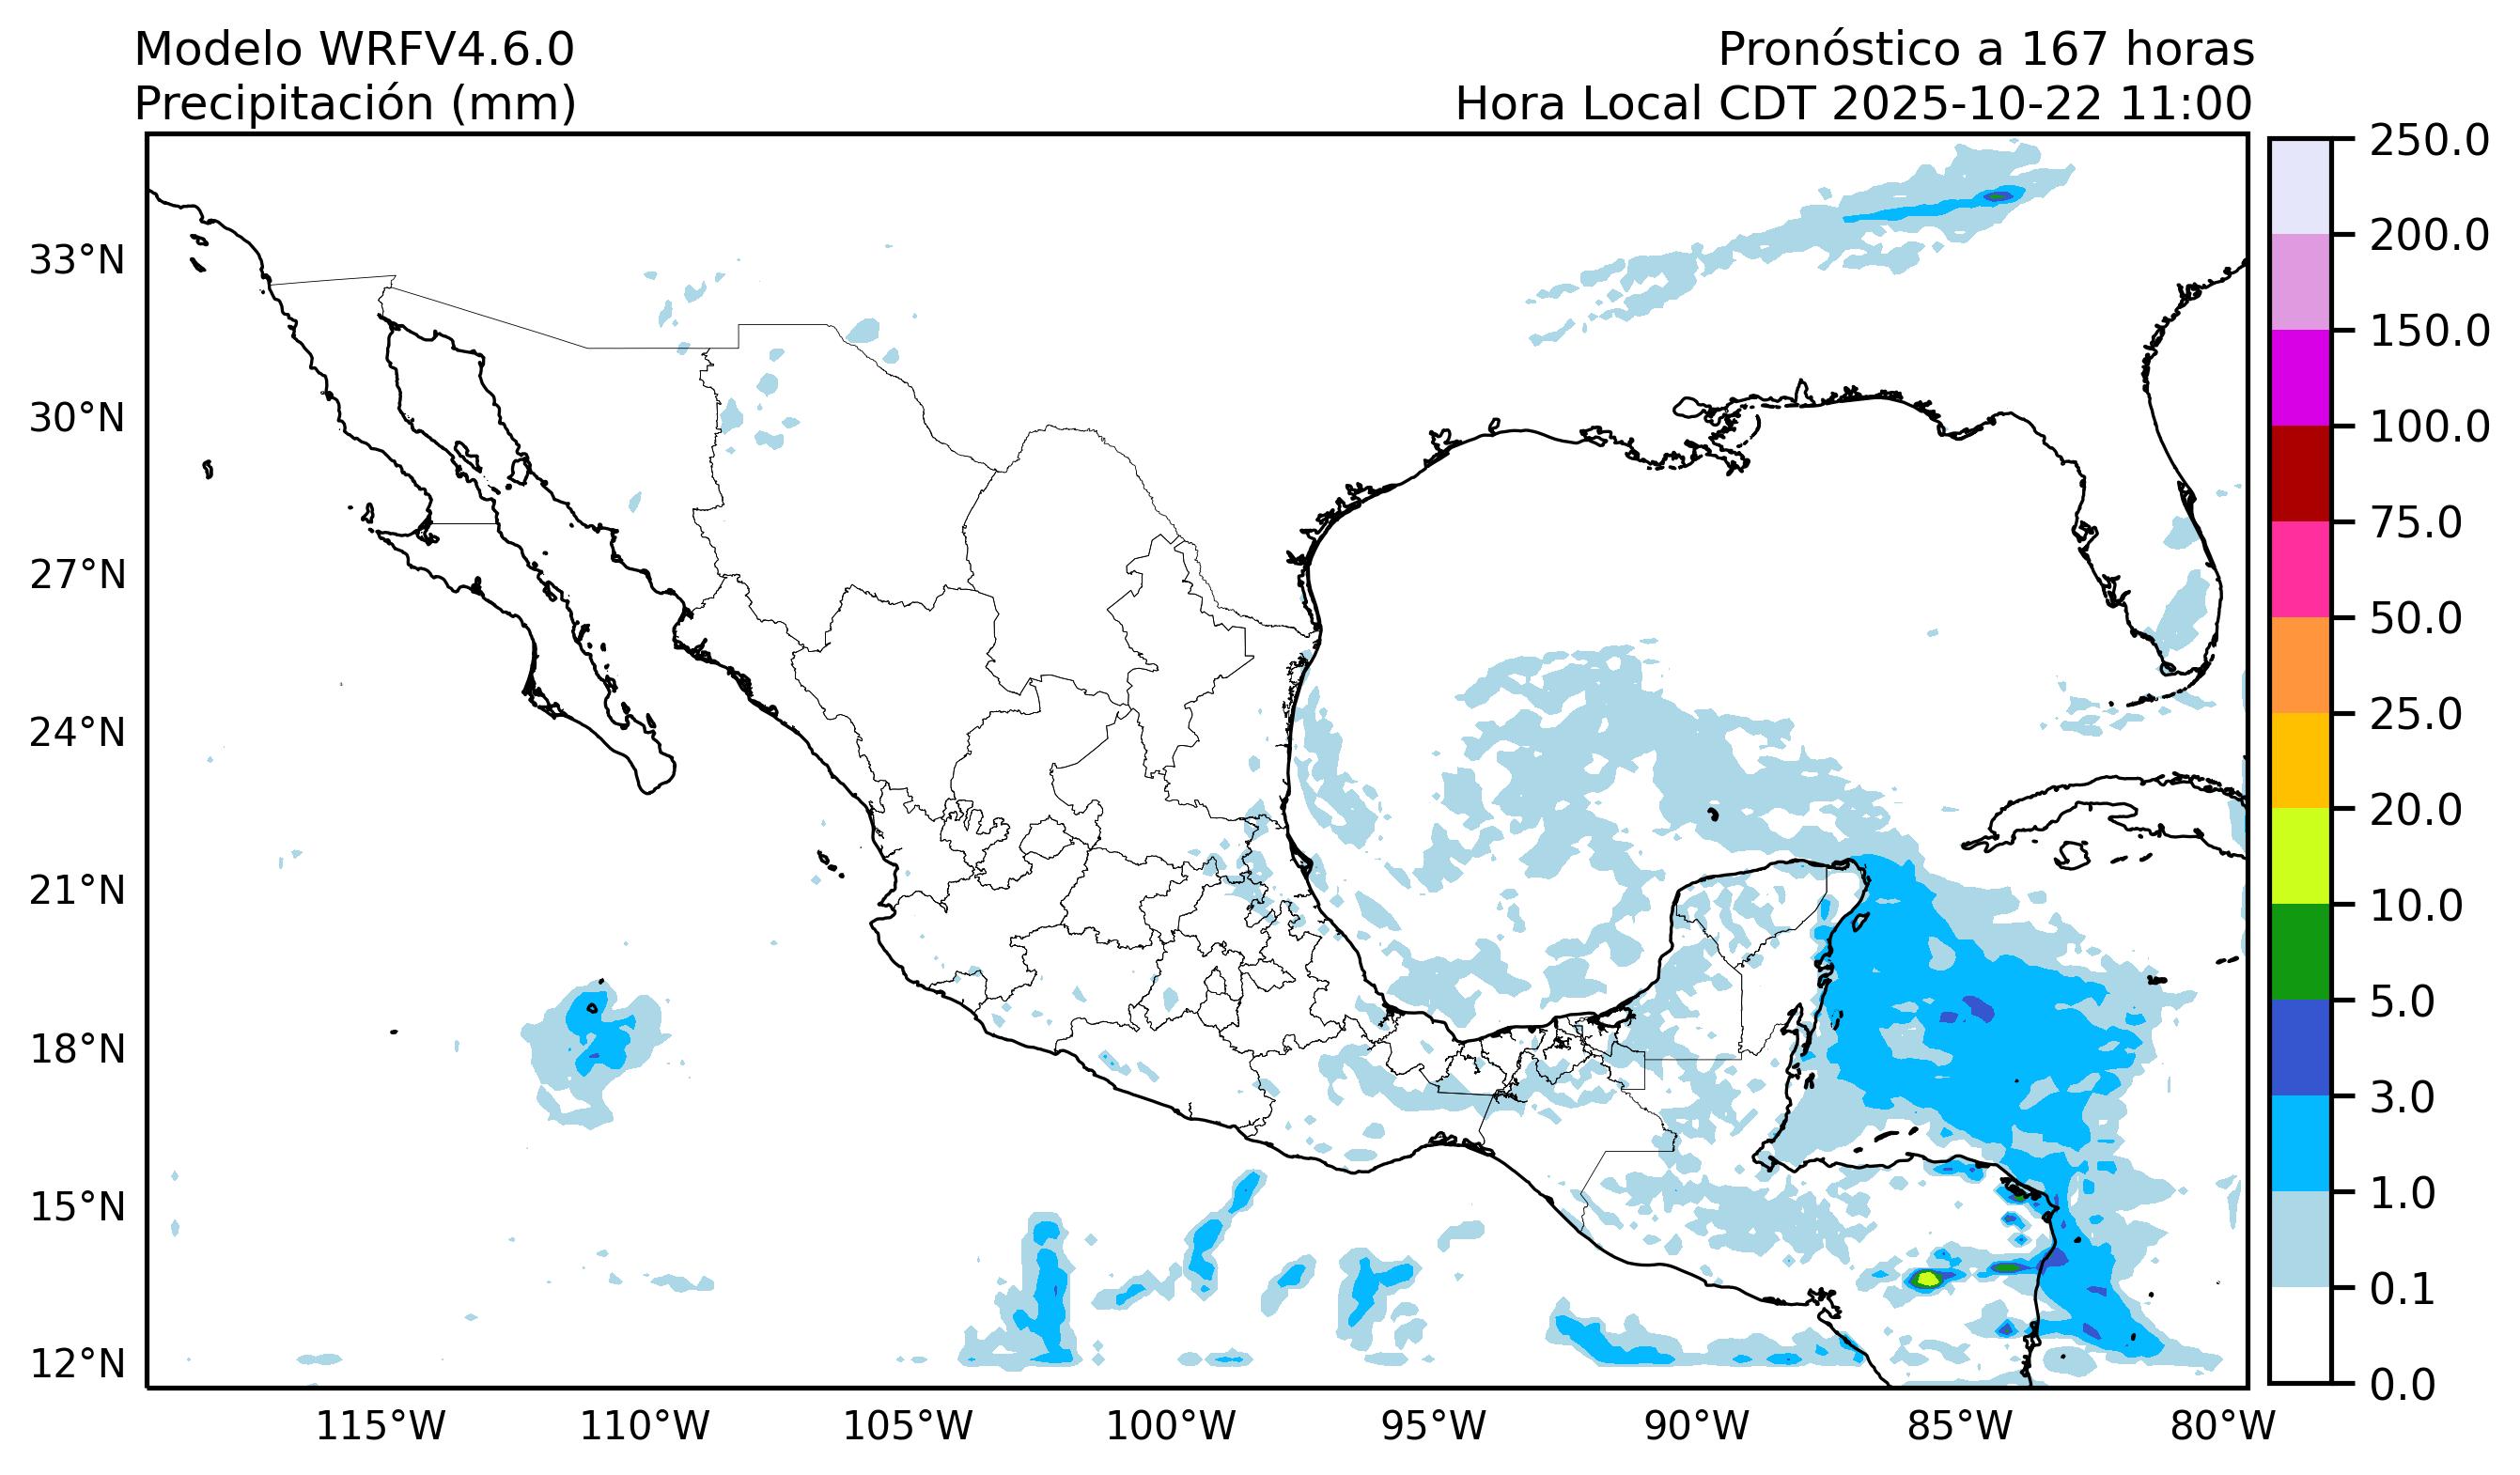 Modelo WRFV4.6.0
Precipitación (mm)
Pronóstico a 167 horas
Hora Local CDT 2025-10-22 11:00
33°N
30°N
27°N
24°N
21°N
18°N
15°N
12°N
115°W
110°W
105°W
100°W
95°W
90°W
85°W
80°W
250.0
200.0
150.0
100.0
75.0
50.0
25.0
20.0
10.0
5.0
3.0
1.0
0.1
0.0